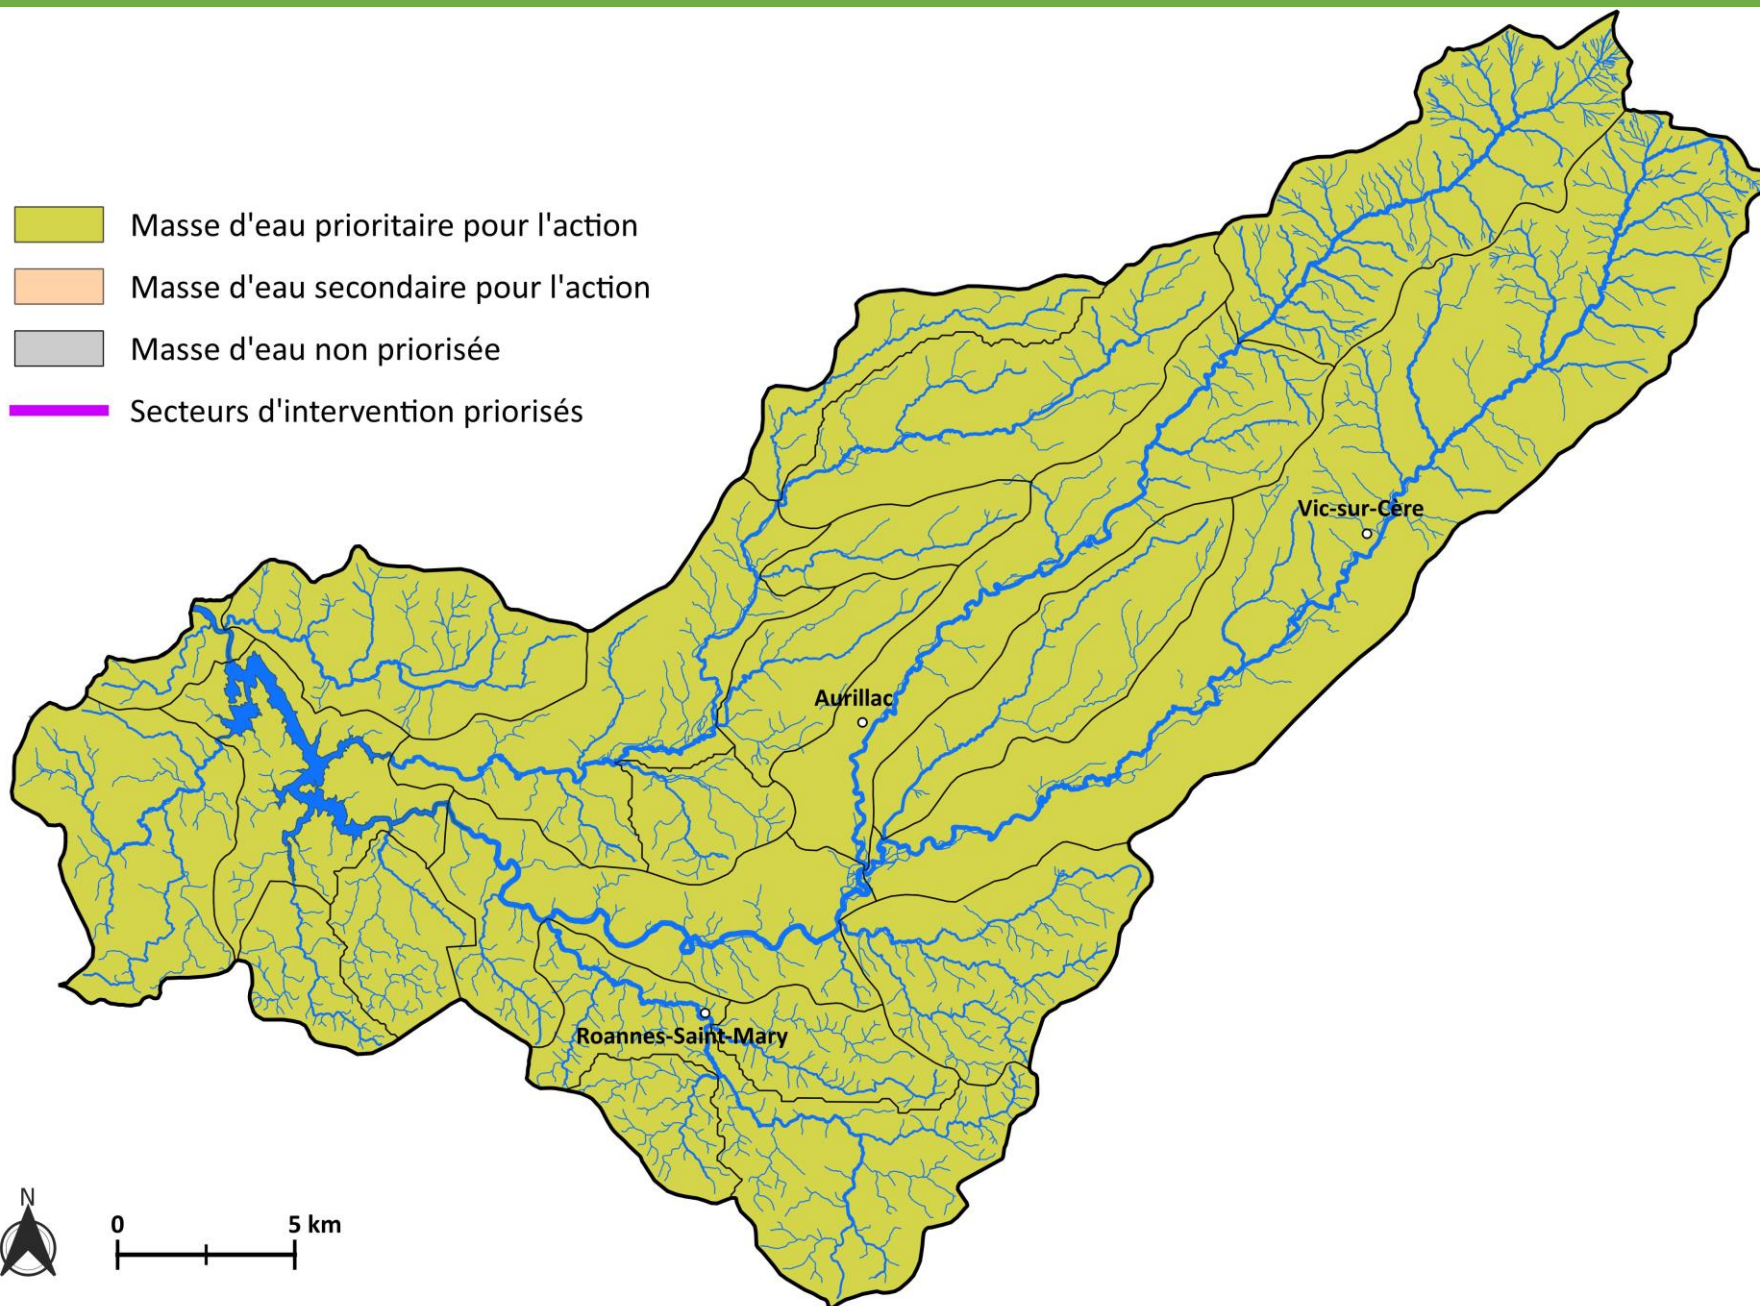 Masse d'eau prioritaire pour l'action
Masse d'eau secondaire pour l'action
Masse d'eau non priorisée
Secteurs d'intervention priorisés
Vic-sur-Cère
Aurillac
Roannes-Saint-Mary
N
0 5 km